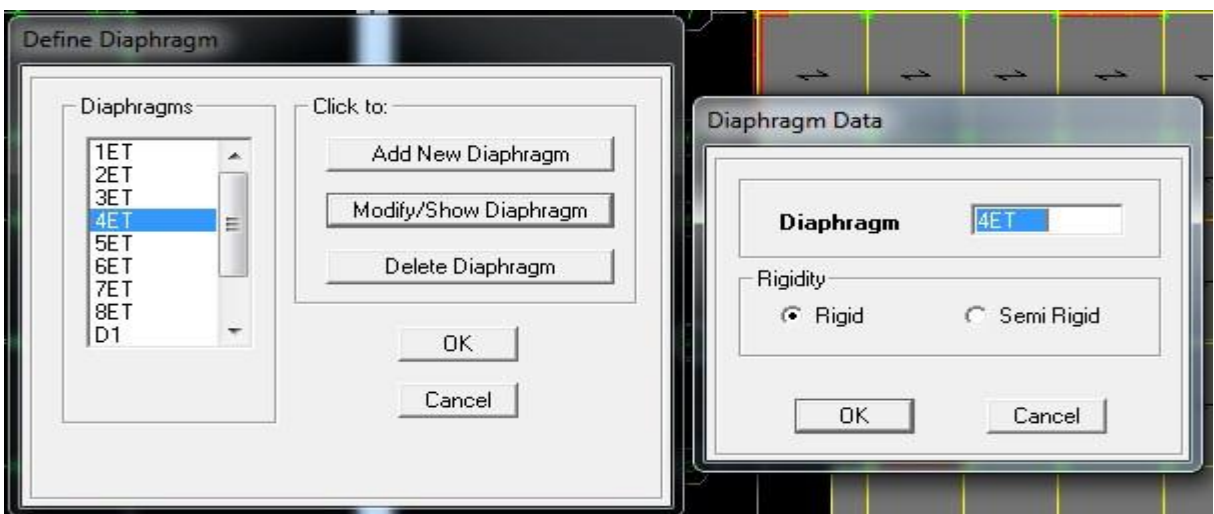 Define Diaphragm
Diaphragms
1ET
2ET
3ET
4ET
5ET
6ET
7ET
8ET
D1
Click to:
Add New Diaphragm
Modify/Show Diaphragm
Delete Diaphragm
OK
Cancel
Diaphragm Data
Diaphragm
4ET
Rigidity
Rigid
Semi Rigid
OK
Cancel